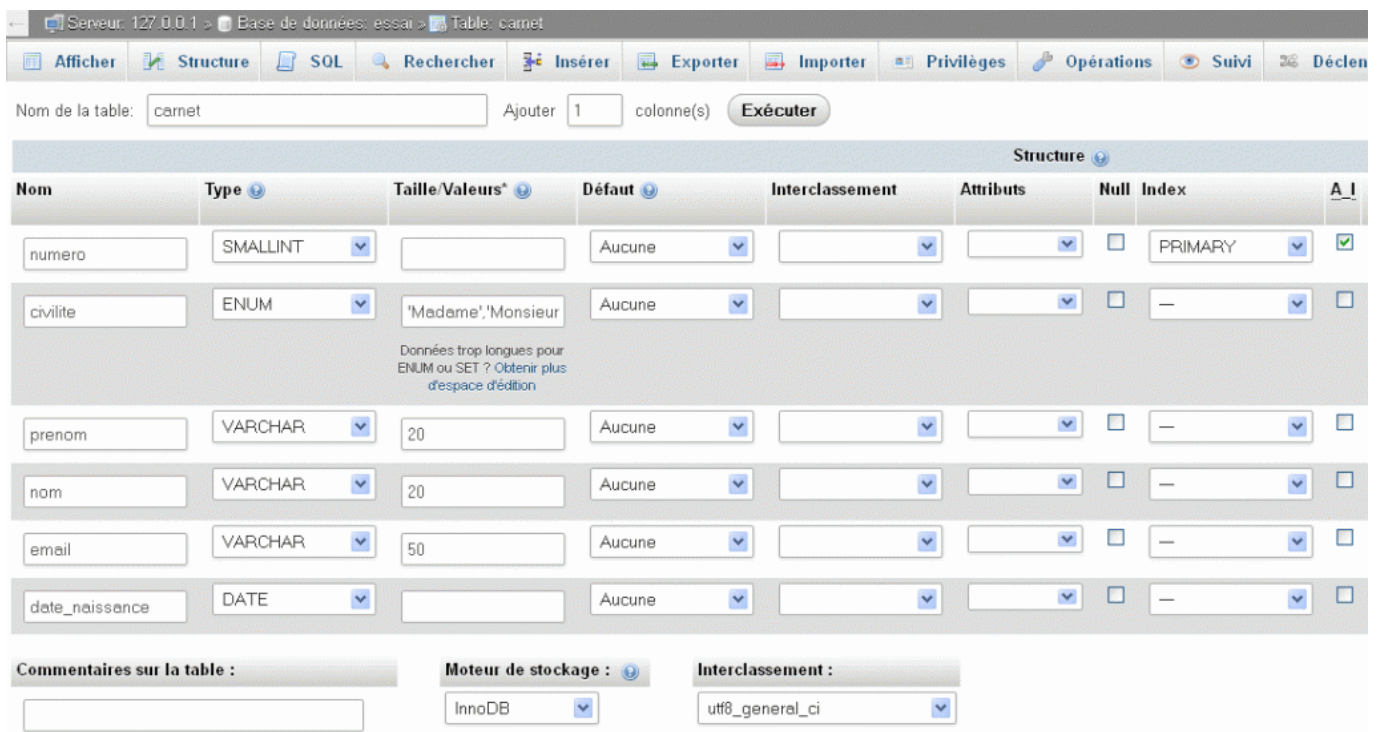 Serveur: 127.0.0.1 » Base de données: essai » Table: carnet
Afficher Structure SQL Rechercher Insérer Exporter Importer Privilèges Opérations Suivi Déclen
Nom de la table: carnet Ajouter 1 colonne(s) Exécuter
Structure
Nom Type Taille/Valeurs* Défaut Interclassement Attributs Null Index A_I
numero SMALLINT Aucune PRIMARY
civilite ENUM 'Madame','Monsieur Aucune —
Données trop longues pour
ENUM ou SET ? Obtenir plus
d'espace d'édition
prenom VARCHAR 20 Aucune —
nom VARCHAR 20 Aucune —
email VARCHAR 50 Aucune —
date_naissance DATE Aucune —
Commentaires sur la table : Moteur de stockage : Interclassement :
InnoDB utf8_general_ci